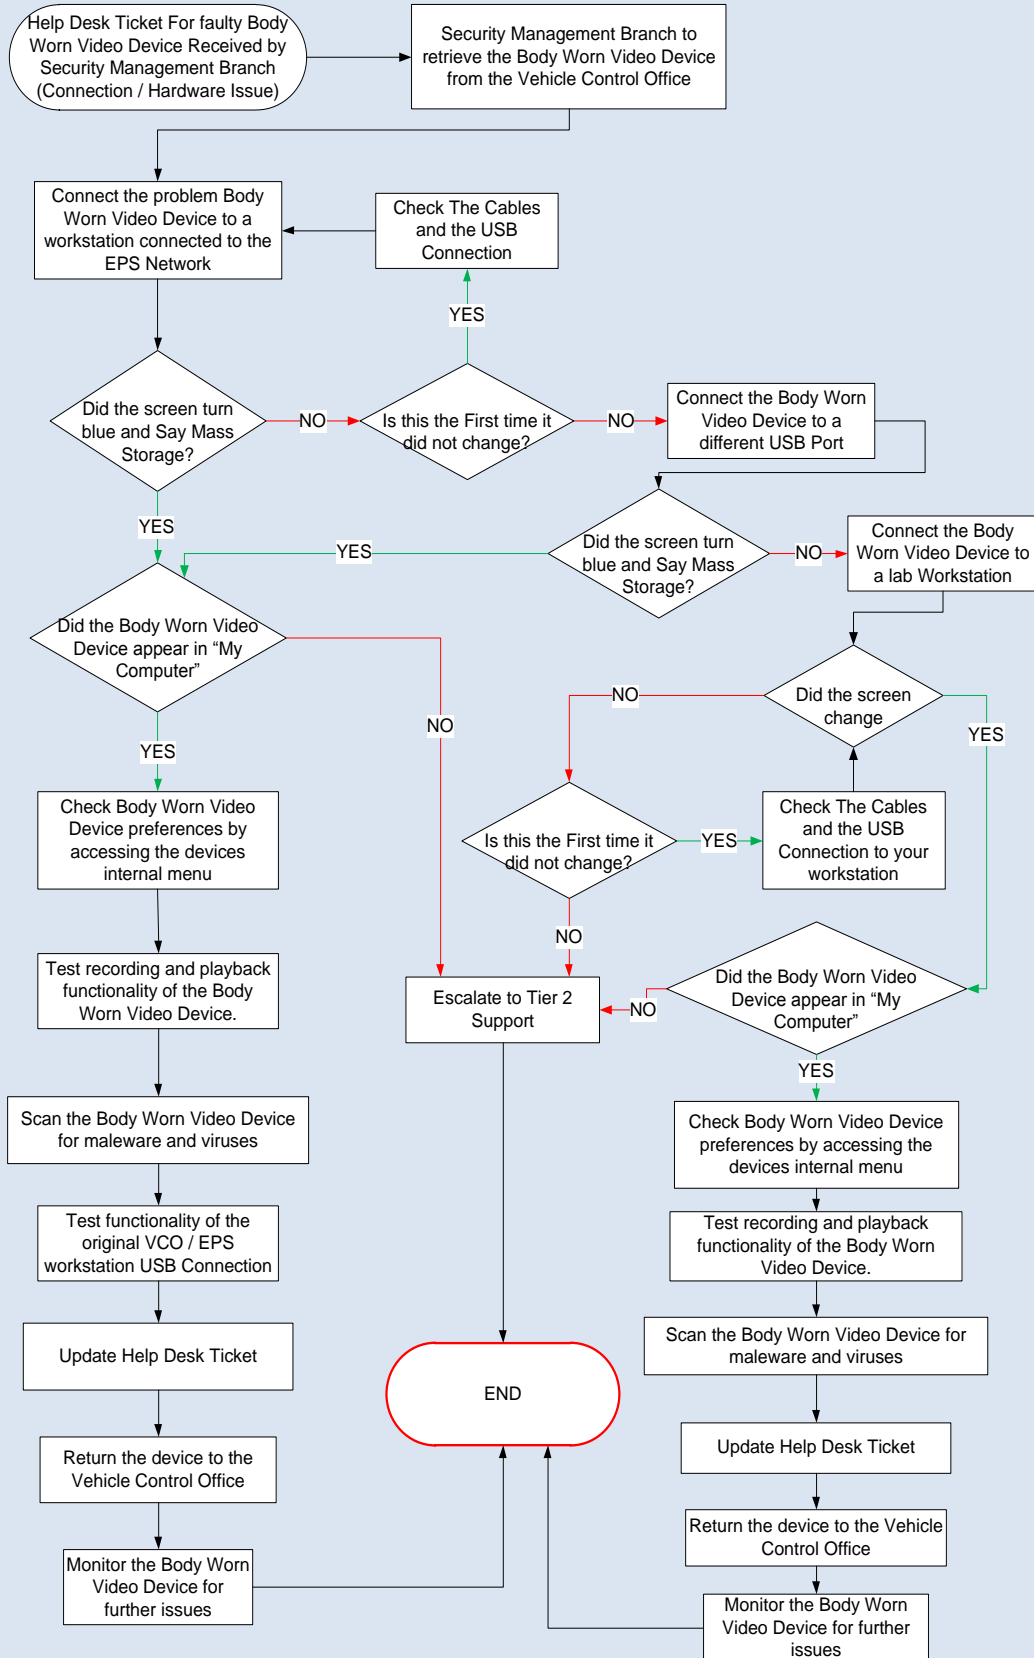 Help Desk Ticket For faulty Body
Worn Video Device Received by
Security Management Branch
(Connection / Hardware Issue)
Security Management Branch to
retrieve the Body Worn Video Device
from the Vehicle Control Office
Connect the problem Body
Worn Video Device to a
workstation connected to the
EPS Network
Check The Cables
and the USB
Connection
YES
Did the screen turn
blue and Say Mass
Storage?
NO
Is this the First time it
did not change?
NO
Connect the Body Worn
Video Device to a
different USB Port
YES
YES
Did the screen turn
blue and Say Mass
Storage?
NO
Connect the Body
Worn Video Device to
a lab Workstation
Did the Body Worn Video
Device appear in “My
Computer”
NO
NO
Did the screen
change
YES
YES
Check Body Worn Video
Device preferences by
accessing the devices
internal menu
Is this the First time it
did not change?
YES
Check The Cables
and the USB
Connection to your
workstation
NO
Test recording and playback
functionality of the Body
Worn Video Device.
Escalate to Tier 2
Support
NO
Did the Body Worn Video
Device appear in “My
Computer”
YES
Scan the Body Worn Video Device
for maleware and viruses
Check Body Worn Video Device
preferences by accessing the
devices internal menu
Test functionality of the
original VCO / EPS
workstation USB Connection
Test recording and playback
functionality of the Body Worn
Video Device.
Update Help Desk Ticket
Scan the Body Worn Video Device for
maleware and viruses
END
Return the device to the
Vehicle Control Office
Update Help Desk Ticket
Monitor the Body Worn
Video Device for
further issues
Return the device to the Vehicle
Control Office
Monitor the Body Worn
Video Device for further
issues